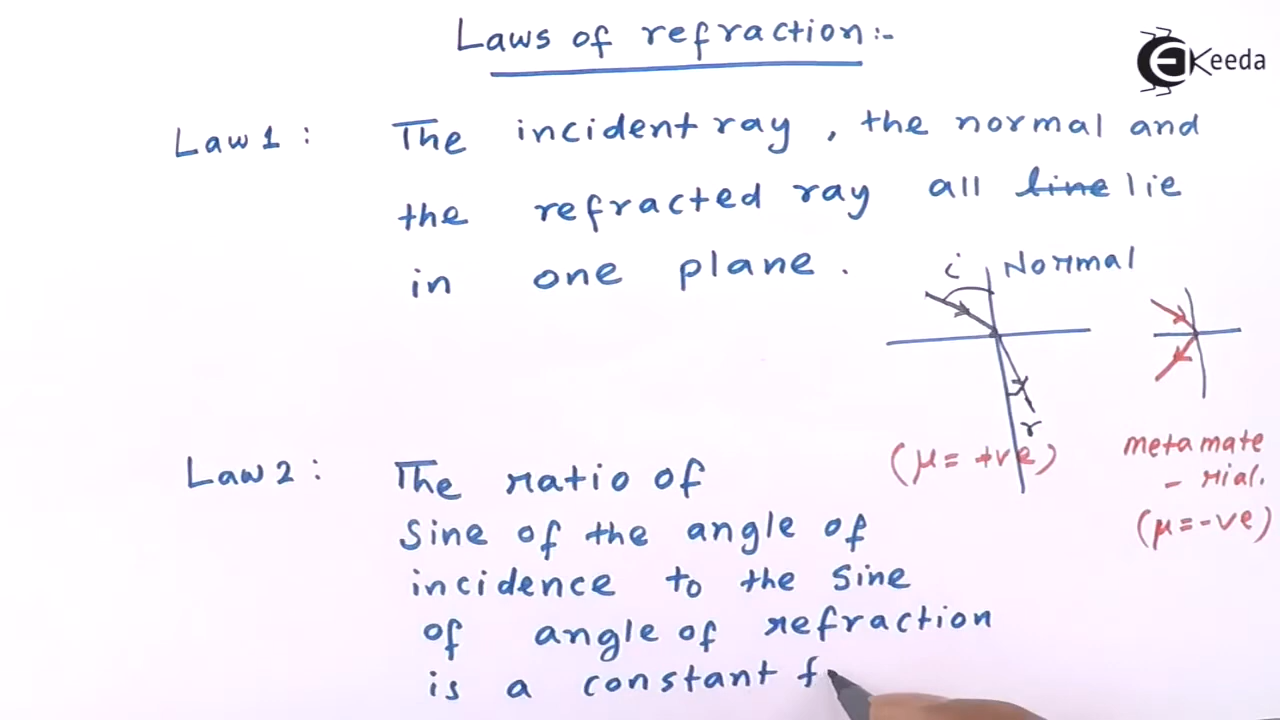 Laws of refraction:-
EKeeda
Law 1 : The incident ray, the normal and
the refracted ray all line lie
in one plane.
i Normal
r
(μ = +ve)
metamate
- rial.
(μ = -ve)
Law 2 : The ratio of
Sine of the angle of
incidence to the sine
of angle of refraction
is a constant f